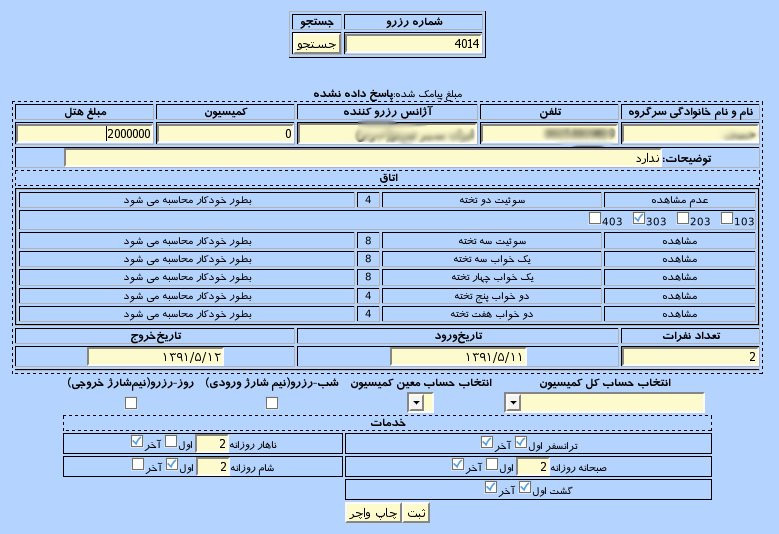 شماره رزرو جستجو
4014 جستجو
مبلغ پیامک شده:پاسخ داده نشده
نام و نام خانوادگی سرگروه تلفن آژانس رزرو کننده کمیسیون مبلغ هتل
0 2000000
توضیحات: ندارد
اتاق
عدم مشاهده سوئیت دو تخته 4 بطور خودکار محاسبه می شود
103 203 303 403
مشاهده سوئیت سه تخته 8 بطور خودکار محاسبه می شود
مشاهده یک خواب سه تخته 8 بطور خودکار محاسبه می شود
مشاهده یک خواب چهار تخته 8 بطور خودکار محاسبه می شود
مشاهده دو خواب پنج تخته 4 بطور خودکار محاسبه می شود
مشاهده دو خواب هفت تخته 4 بطور خودکار محاسبه می شود
تعداد نفرات تاریخ‌ورود تاریخ‌خروج
2 ۱۳۹۱/۵/۱۱ ۱۳۹۱/۵/۱۲
انتخاب حساب کل کمیسیون انتخاب حساب معین کمیسیون شب-رزرو(نیم شارژ ورودی) روز-رزرو(نیم‌شارژ خروجی)
خدمات
ترانسفر اول آخر ناهار روزانه 2 اول آخر
صبحانه روزانه 2 اول آخر شام روزانه 2 اول آخر
گشت اول آخر
ثبت چاپ واچر